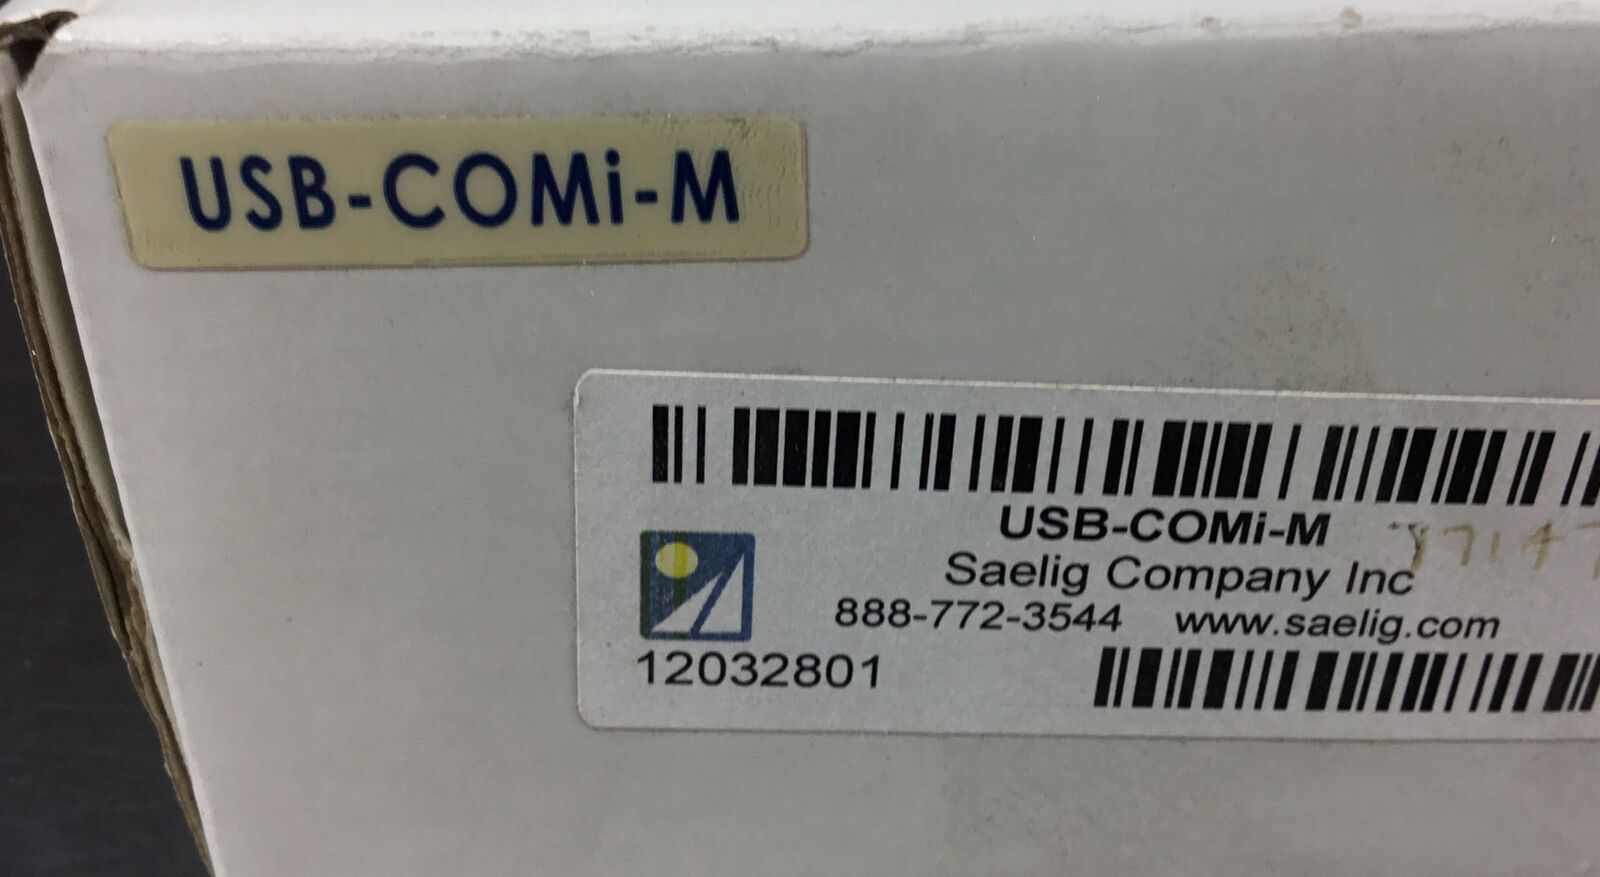 USB-COMi-M
USB-COMi-M
Saelig Company Inc
888-772-3544 www.saelig.com
12032801